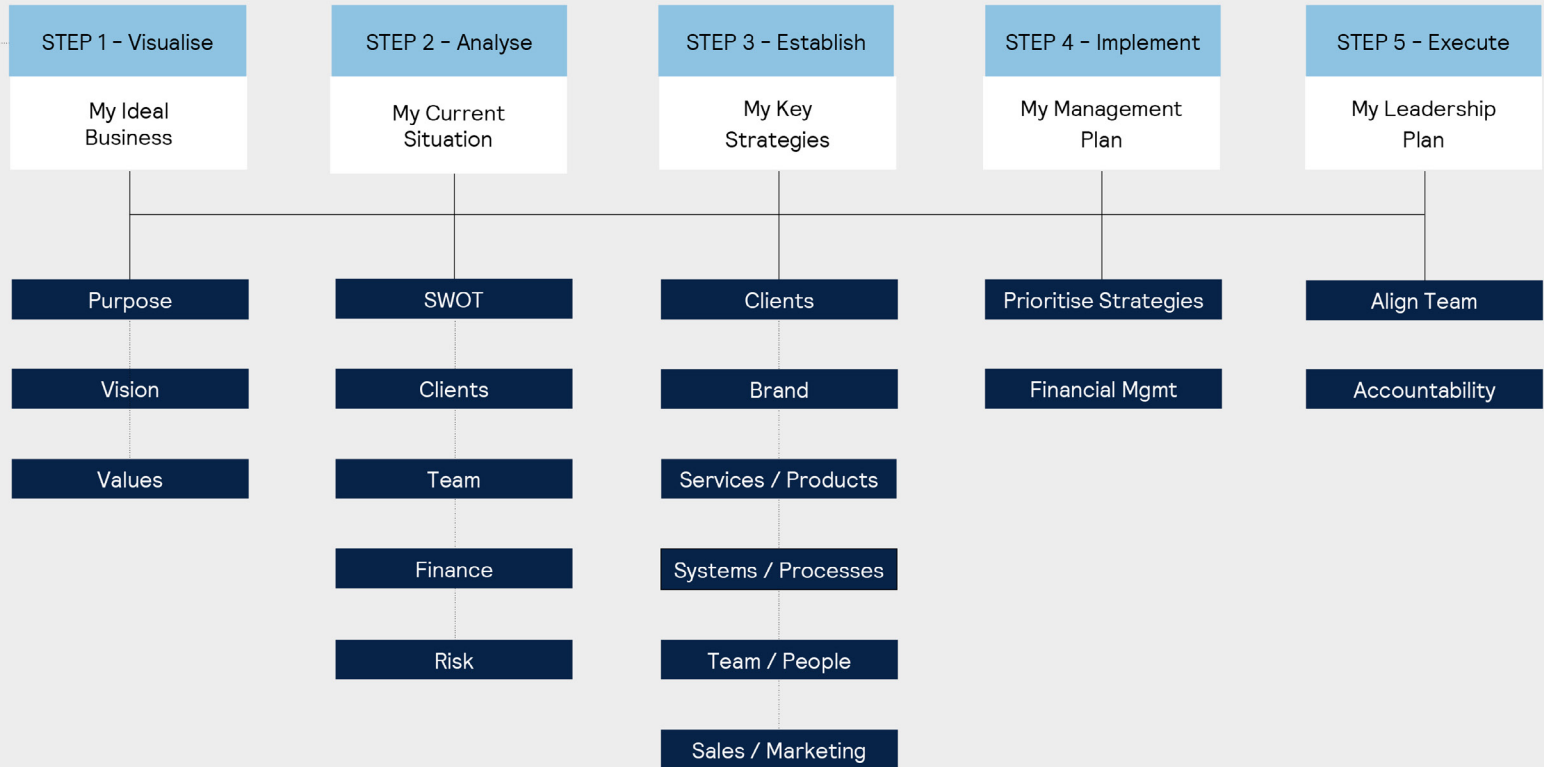 STEP 1 - Visualise
My Ideal
Business
Purpose
Vision
Values
STEP 2 - Analyse
My Current
Situation
SWOT
Clients
Team
Finance
Risk
STEP 3 - Establish
My Key
Strategies
Clients
Brand
Services / Products
Systems / Processes
Team / People
Sales / Marketing
STEP 4 - Implement
My Management
Plan
Prioritise Strategies
Financial Mgmt
STEP 5 - Execute
My Leadership
Plan
Align Team
Accountability